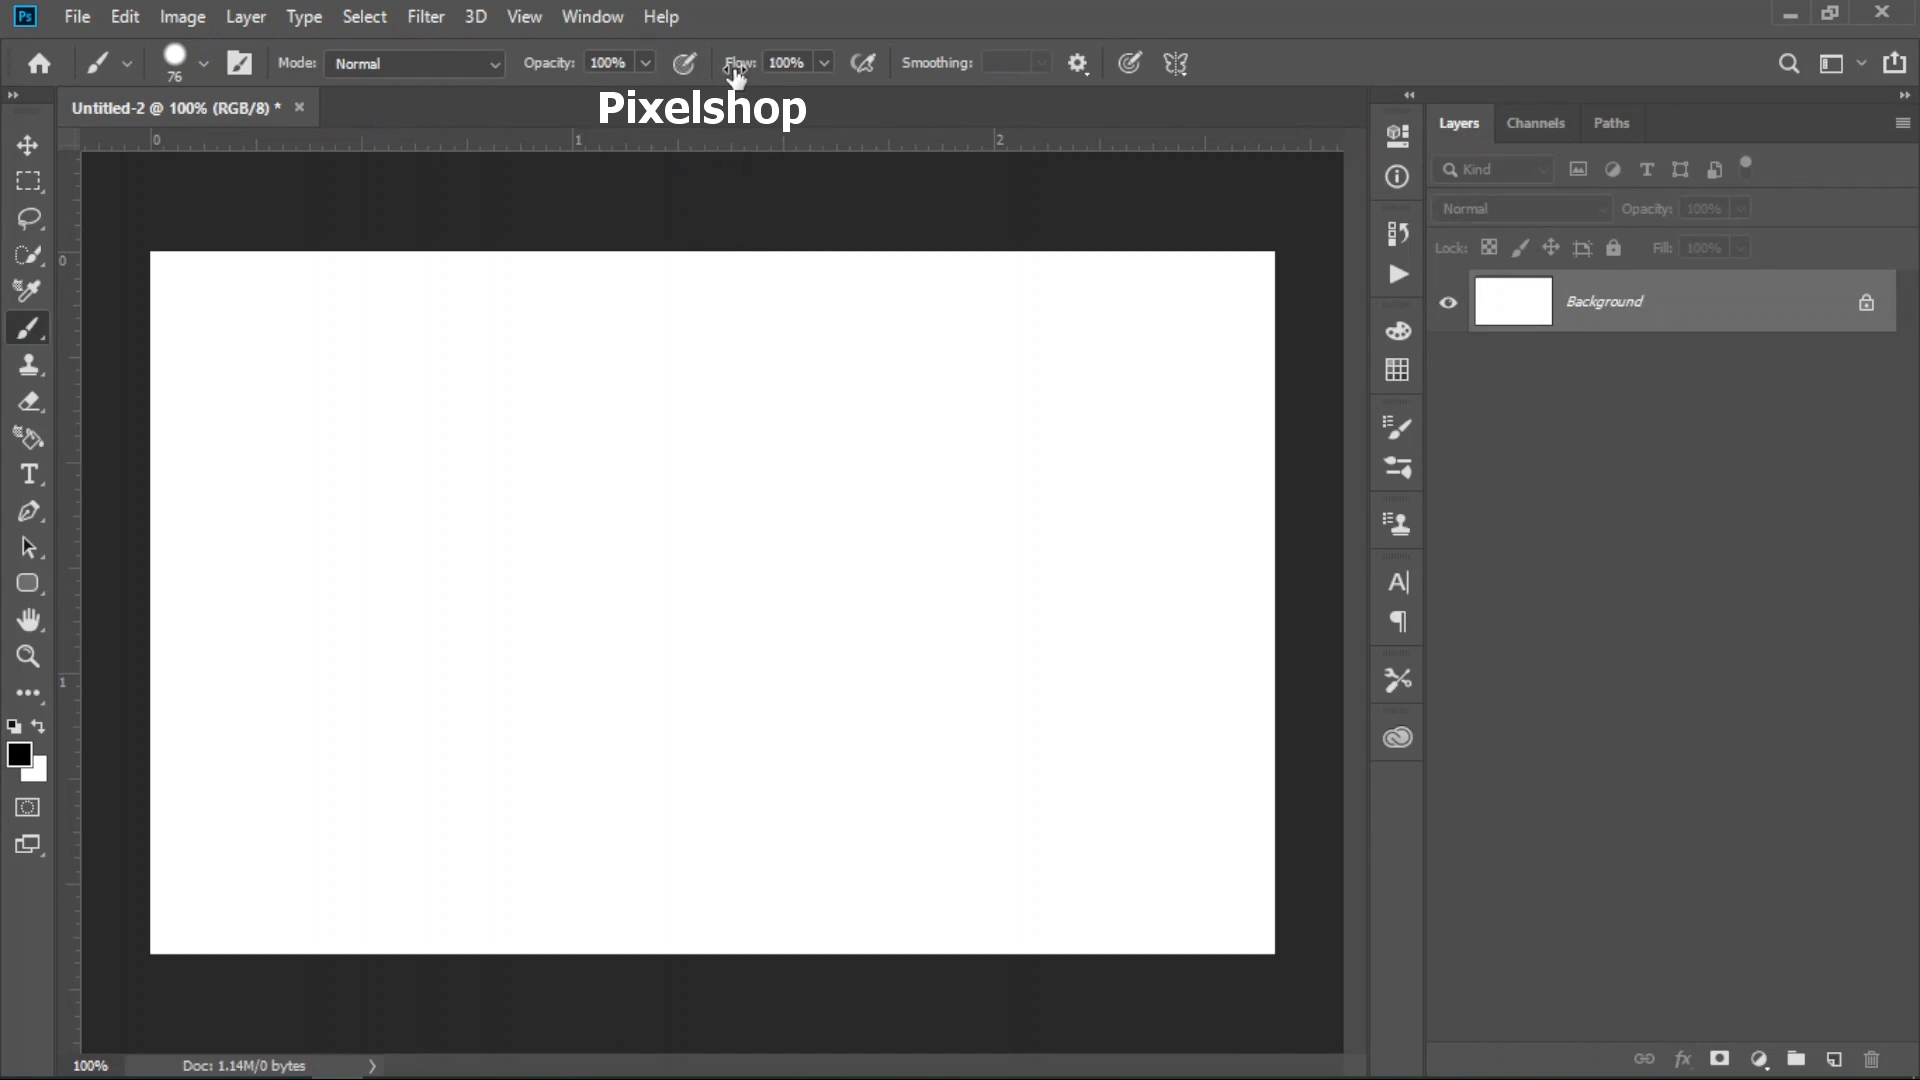 Ps File Edit Image Layer Type Select Filter 3D View Window Help
76 Mode: Normal Opacity: 100% Flow: 100% Smoothing:
Untitled-2 @ 100% (RGB/8) * ×
Pixelshop
0 1 2
0
1
Layers Channels Paths
Kind
Normal Opacity: 100%
Lock: Fill: 100%
Background
100% Doc: 1.14M/0 bytes